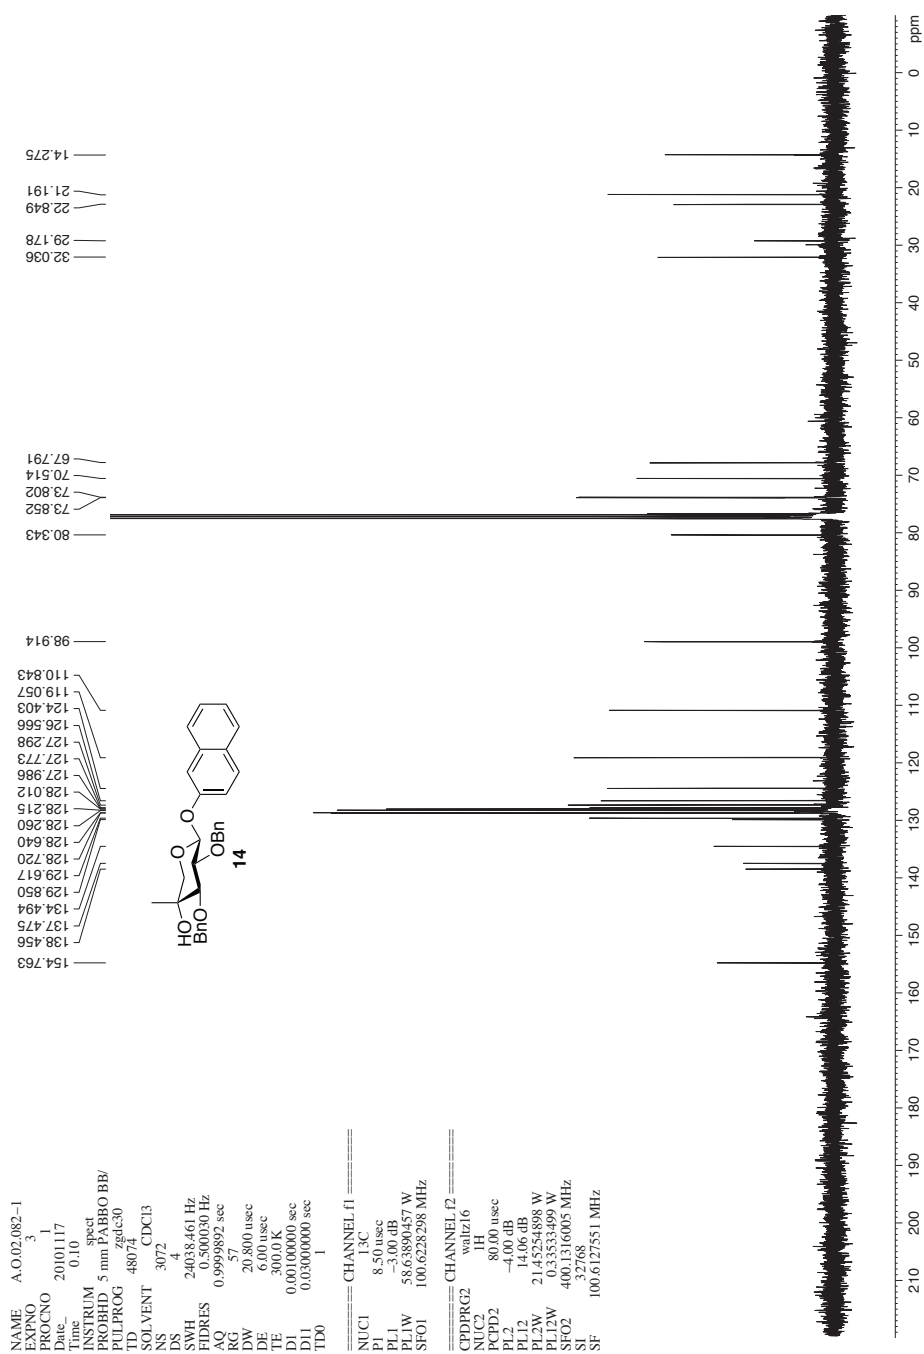 NAME A.O.02.082-1
EXPNO 3
PROCNO 1
Date_ 20101117
Time 0.10
INSTRUM spect
PROBHD 5 mm PABBO BB/
PULPROG zgdc30
TD 48074
SOLVENT CDCl3
NS 3072
DS 4
SWH 24038.461 Hz
FIDRES 0.500030 Hz
AQ 0.9999892 sec
RG 57
DW 20.800 usec
DE 6.00 usec
TE 300.0 K
D1 0.00100000 sec
D11 0.03000000 sec
TD0 1
======== CHANNEL f1 ========
NUC1 13C
P1 8.50 usec
PL1 -3.00 dB
PL1W 58.63890457 W
SFO1 100.6228298 MHz
======== CHANNEL f2 ========
CPDPRG2 waltz16
NUC2 1H
PCPD2 80.00 usec
PL2 -4.00 dB
PL12 14.06 dB
PL2W 21.45254898 W
PL12W 0.33533499 W
SFO2 400.1316005 MHz
SI 32768
SF 100.6127551 MHz
154.763
138.456
137.475
134.494
129.850
129.617
128.720
128.640
128.260
128.215
128.012
127.986
127.773
127.298
126.566
124.403
119.057
110.843
98.914
80.343
73.852
73.802
70.514
67.791
32.036
29.178
22.849
21.191
14.275
HO
BnO
O
OBn
O
14
210 200 190 180 170 160 150 140 130 120 110 100 90 80 70 60 50 40 30 20 10 0 ppm